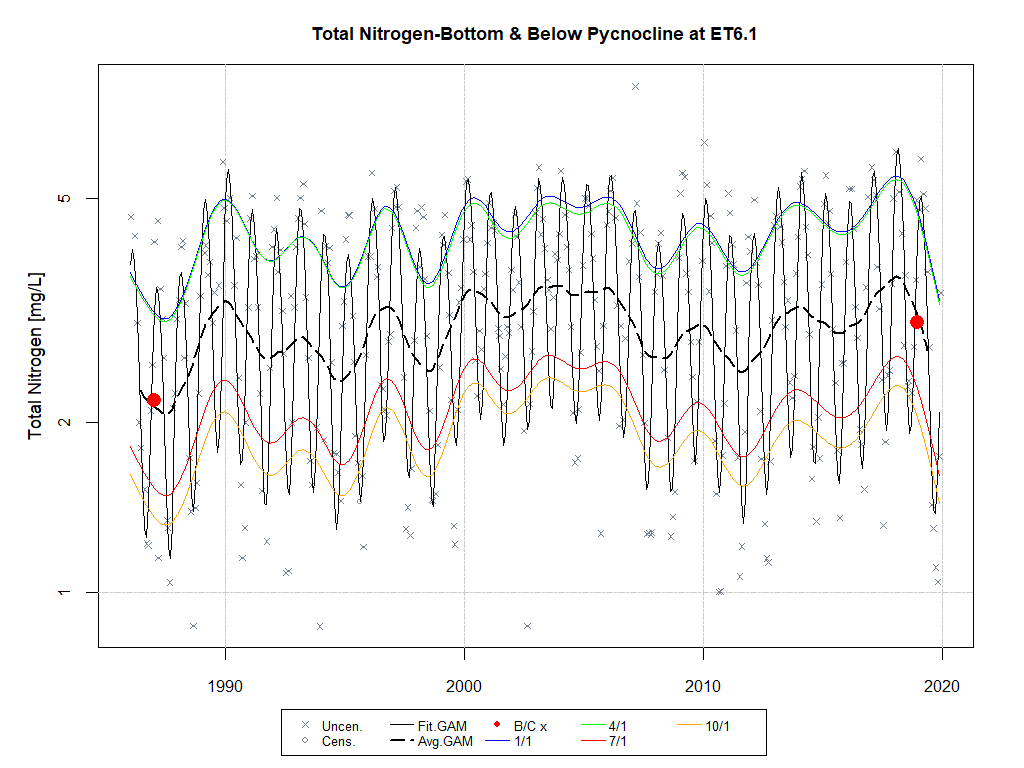 Total Nitrogen-Bottom & Below Pycnocline at ET6.1
Total Nitrogen [mg/L]
5
2
1
1990 2000 2010 2020
Uncen. Fit.GAM B/C x 4/1 10/1
Cens. Avg.GAM 1/1 7/1